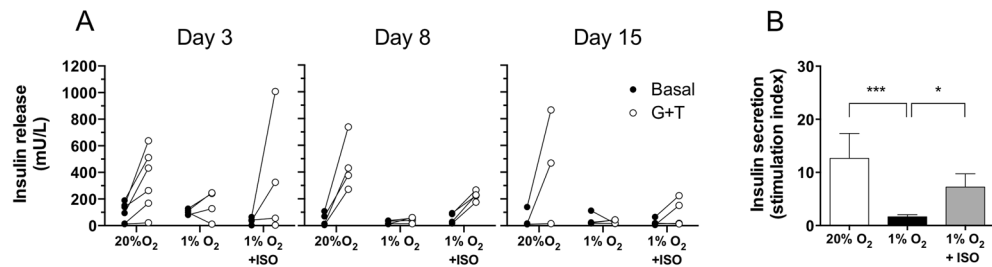 A
B
Day 3
Day 8
Day 15
Insulin release
(mU/L)
1200
1000
800
600
400
200
0
20%O2
1% O2
1% O2
+ISO
20%O2
1% O2
1% O2
+ISO
20%O2
1% O2
1% O2
+ISO
Basal
G+T
Insulin secretion
(stimulation index)
30
20
10
0
***
*
20% O2
1% O2
1% O2
+ ISO